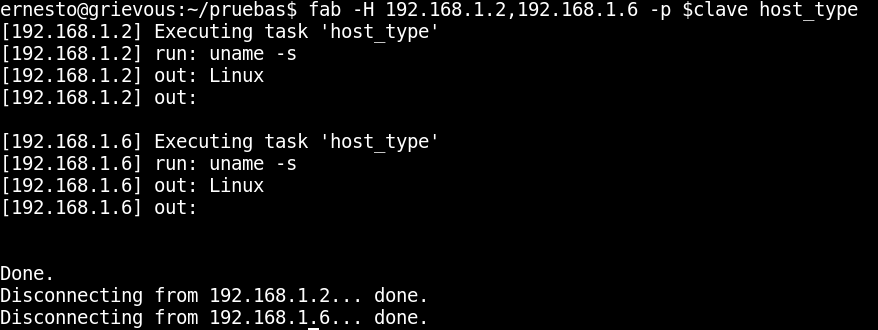 ernesto@grievous:~/pruebas$ fab -H 192.168.1.2,192.168.1.6 -p $clave host_type
[192.168.1.2] Executing task 'host_type'
[192.168.1.2] run: uname -s
[192.168.1.2] out: Linux
[192.168.1.2] out:
[192.168.1.6] Executing task 'host_type'
[192.168.1.6] run: uname -s
[192.168.1.6] out: Linux
[192.168.1.6] out:
Done.
Disconnecting from 192.168.1.2... done.
Disconnecting from 192.168.1.6... done.